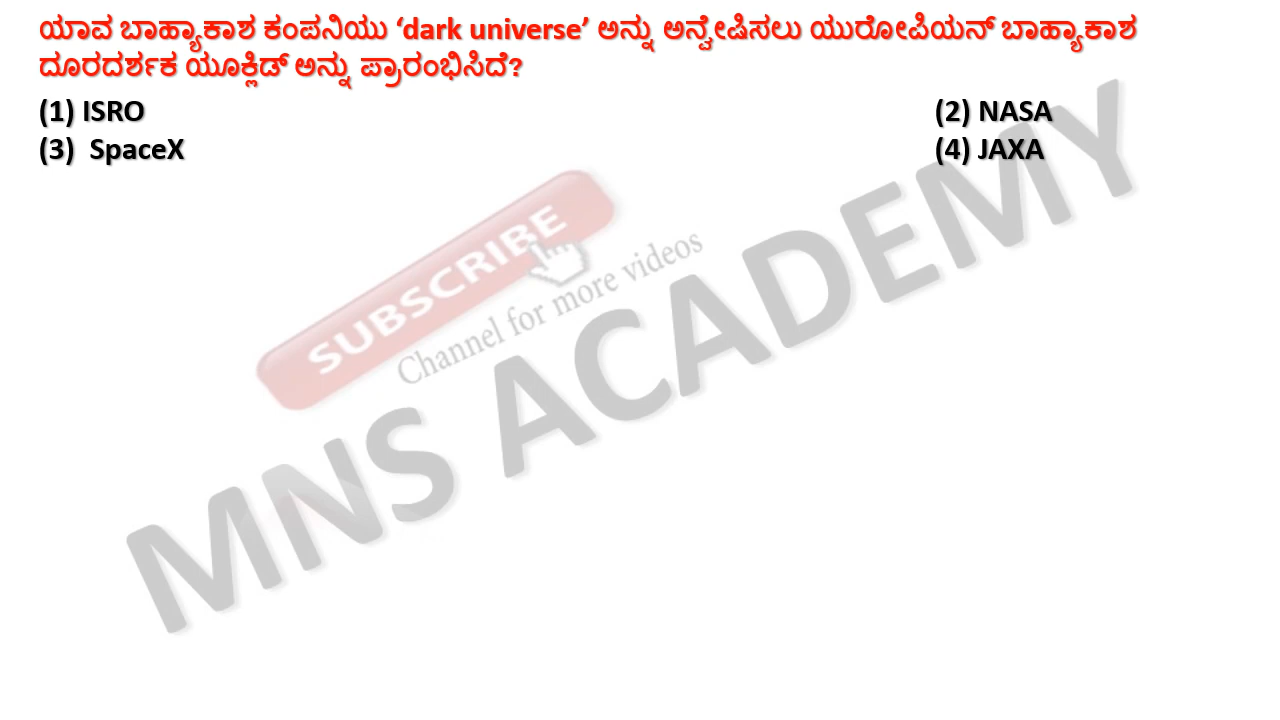 ಯಾವ ಬಾಹ್ಯಾಕಾಶ ಕಂಪನಿಯು ‘dark universe’ ಅನ್ನು ಅನ್ವೇಷಿಸಲು ಯುರೋಪಿಯನ್ ಬಾಹ್ಯಾಕಾಶ
ದೂರದರ್ಶಕ ಯೂಕ್ಲಿಡ್ ಅನ್ನು ಪ್ರಾರಂಭಿಸಿದೆ?
(1) ISRO (2) NASA
(3) SpaceX (4) JAXA
SUBSCRIBE
Channel for more videos
MNS ACADEMY